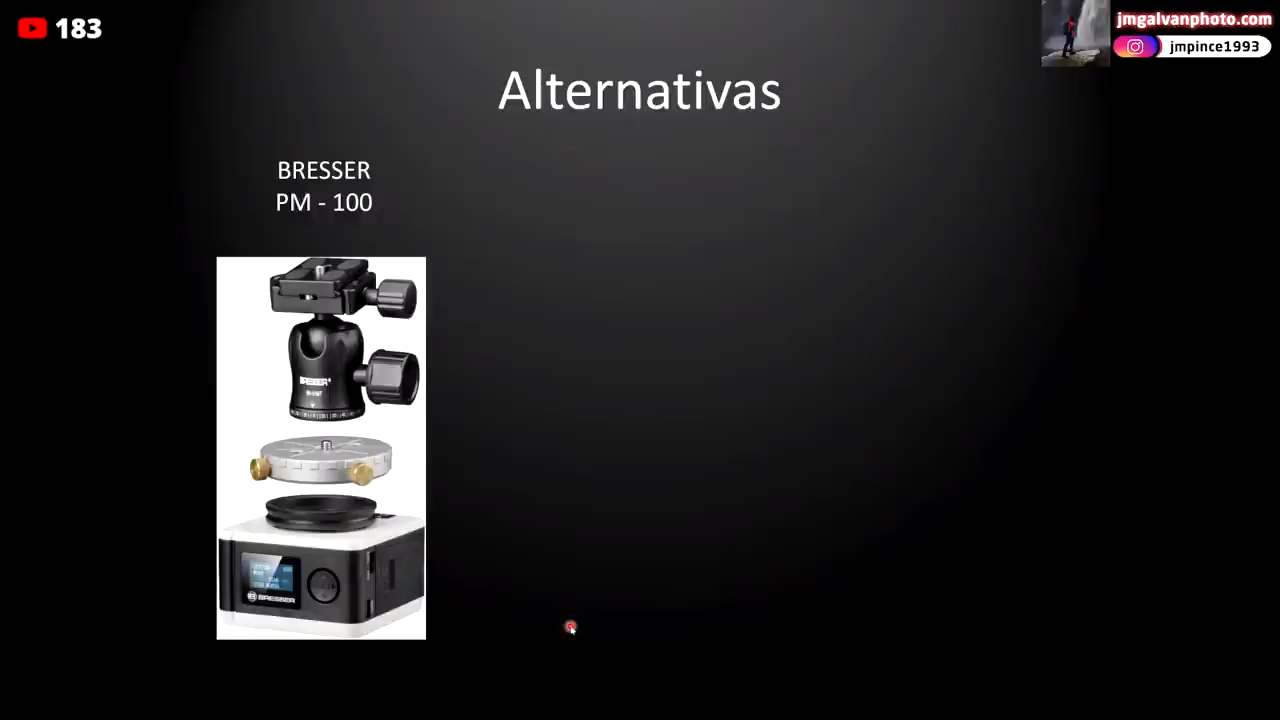 183
jmgalvanphoto.com
jmpince1993
Alternativas
BRESSER
PM - 100
BRESSER
BRESSER